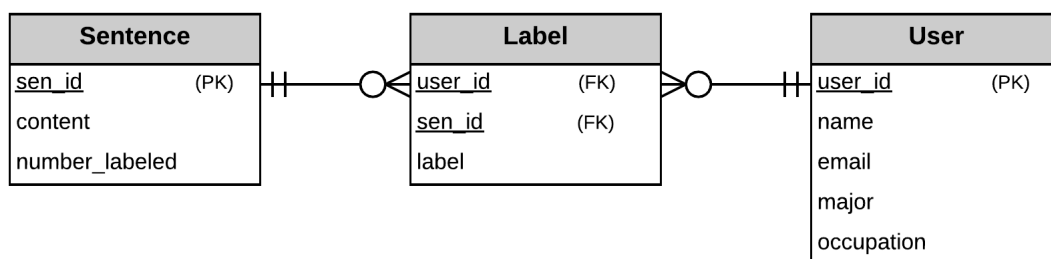 Sentence
sen_id (PK)
content
number_labeled
Label
user_id (FK)
sen_id (FK)
label
User
user_id (PK)
name
email
major
occupation